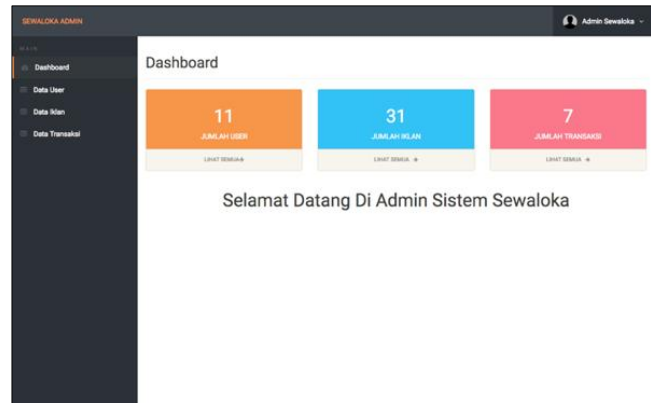 SEWALOKA ADMIN
Admin Sewaloka
MAIN
Dashboard
Data User
Data Iklan
Data Transaksi
Dashboard
11
JUMLAH USER
LIHAT SEMUA →
31
JUMLAH IKLAN
LIHAT SEMUA →
7
JUMLAH TRANSAKSI
LIHAT SEMUA →
Selamat Datang Di Admin Sistem Sewaloka